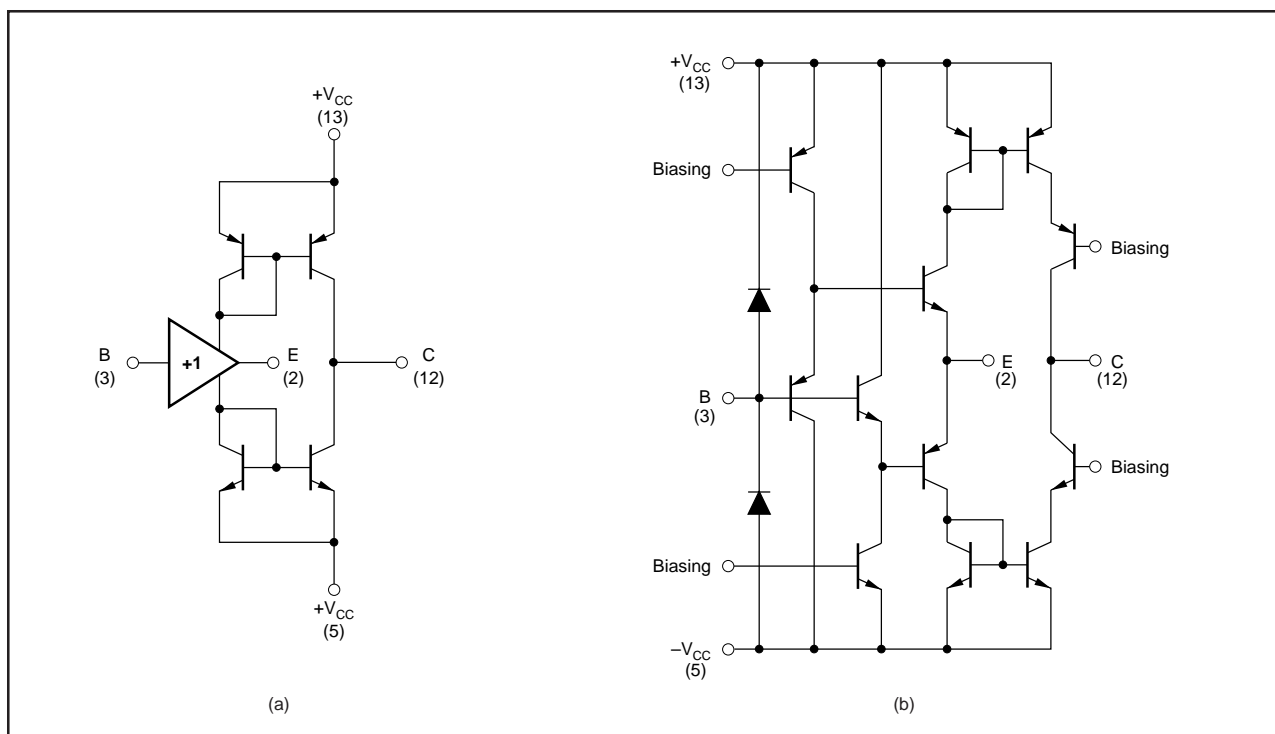 +VCC
(13)
B
(3)
+1
E
(2)
C
(12)
+VCC
(5)
(a)
+VCC
(13)
Biasing
Biasing
B
(3)
E
(2)
C
(12)
Biasing
Biasing
–VCC
(5)
(b)